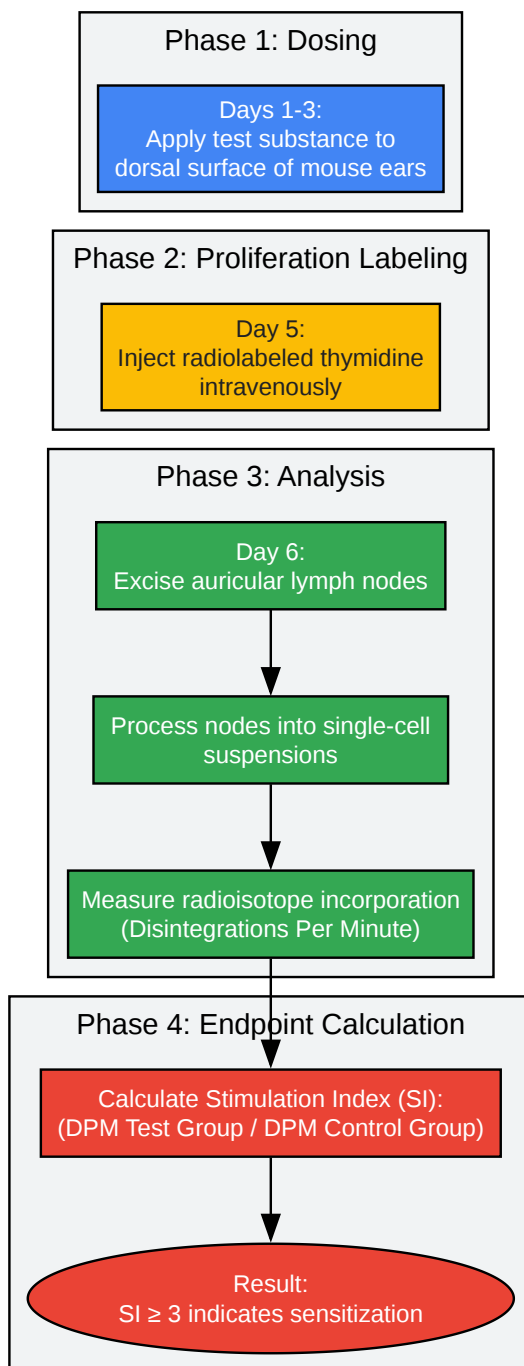 Phase 1: Dosing
Days 1-3:
Apply test substance to
dorsal surface of mouse ears
Phase 2: Proliferation Labeling
Day 5:
Inject radiolabeled thymidine
intravenously
Phase 3: Analysis
Day 6:
Excise auricular lymph nodes
Process nodes into single-cell
suspensions
Measure radioisotope incorporation
(Disintegrations Per Minute)
Phase 4: Endpoint Calculation
Calculate Stimulation Index (SI):
(DPM Test Group / DPM Control Group)
Result:
SI ≥ 3 indicates sensitization